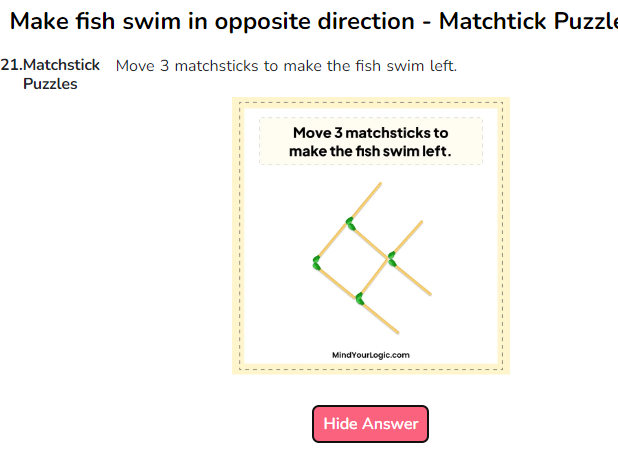 Make fish swim in opposite direction - Matchtick Puzzle
21.Matchstick Puzzles
Move 3 matchsticks to make the fish swim left.
Move 3 matchsticks to
make the fish swim left.
MindYourLogic.com
Hide Answer